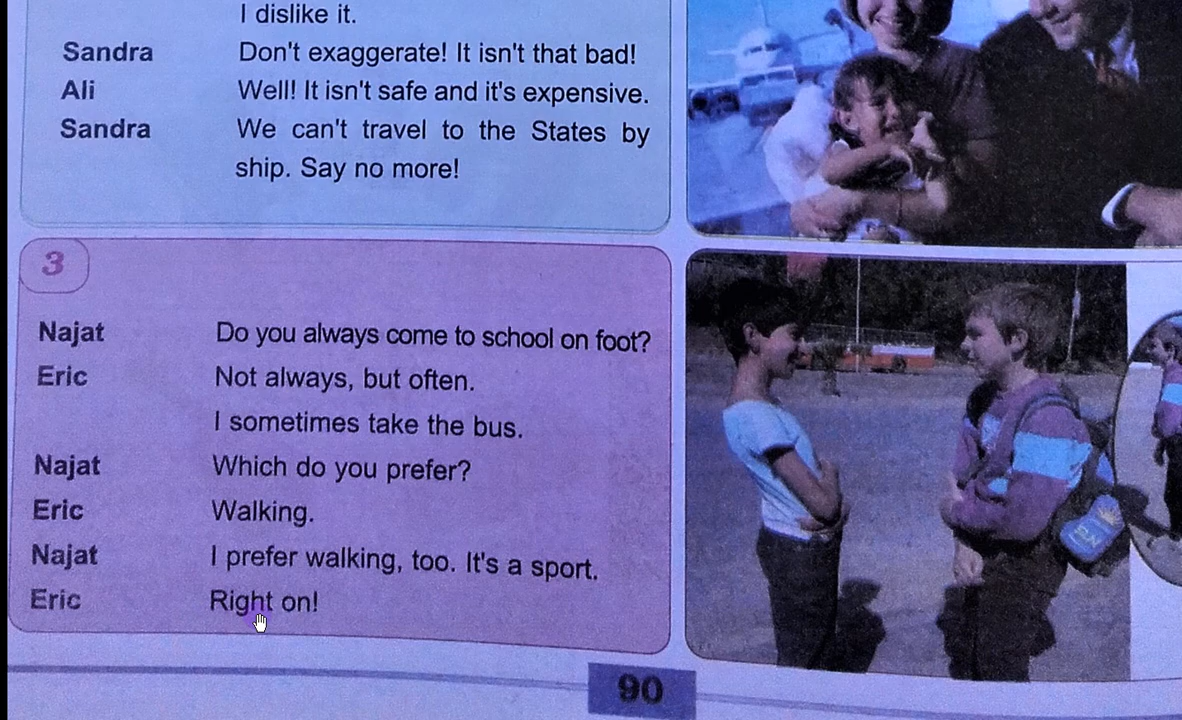 I dislike it.
Sandra Don't exaggerate! It isn't that bad!
Ali Well! It isn't safe and it's expensive.
Sandra We can't travel to the States by
ship. Say no more!
3
Najat Do you always come to school on foot?
Eric Not always, but often.
I sometimes take the bus.
Najat Which do you prefer?
Eric Walking.
Najat I prefer walking, too. It's a sport.
Eric Right on!
90